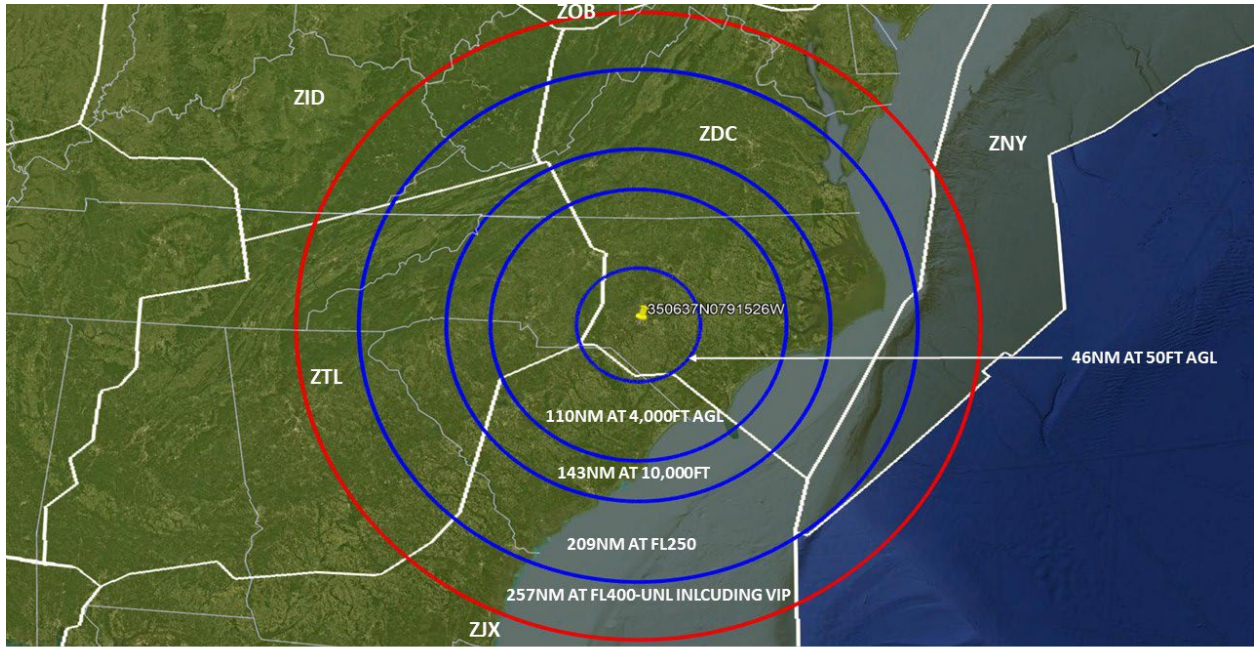 ZOB
ZID
ZDC
ZNY
350637N0791526W
46NM AT 50FT AGL
ZTL
110NM AT 4,000FT AGL
143NM AT 10,000FT
209NM AT FL250
257NM AT FL400-UNL INLCUDING VIP
ZJX